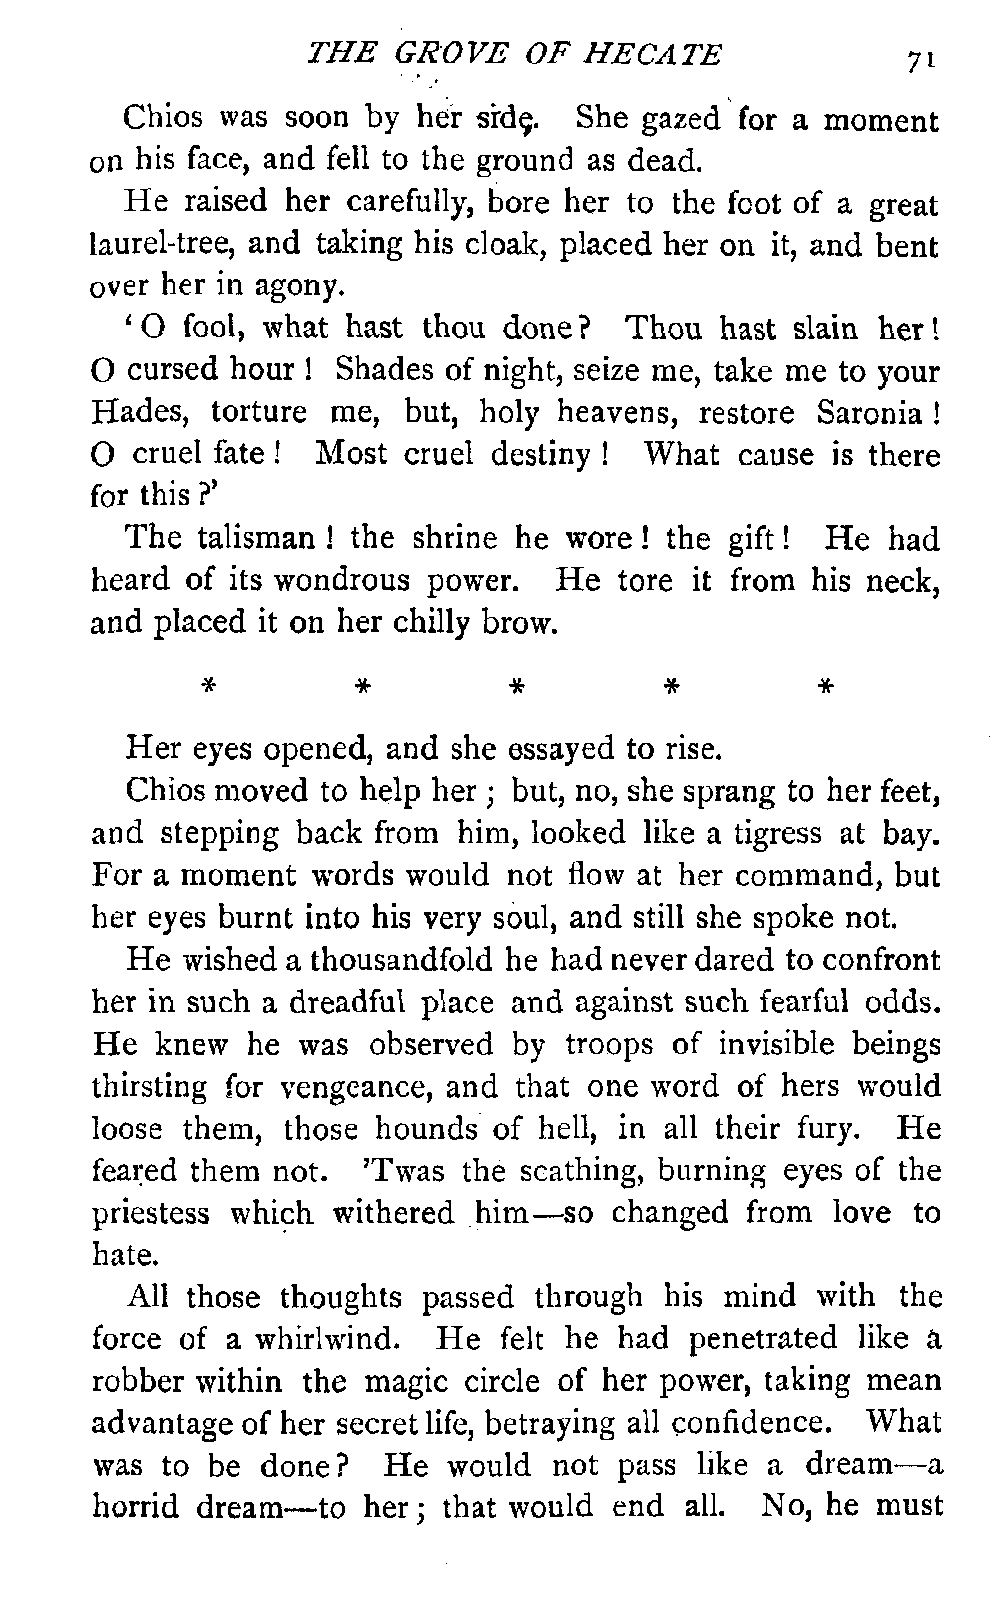 THE GROVE OF HECATE 71
Chios was soon by her side. She gazed for a moment
on his face, and fell to the ground as dead.
He raised her carefully, bore her to the foot of a great
laurel-tree, and taking his cloak, placed her on it, and bent
over her in agony.
‘O fool, what hast thou done? Thou hast slain her!
O cursed hour! Shades of night, seize me, take me to your
Hades, torture me, but, holy heavens, restore Saronia!
O cruel fate! Most cruel destiny! What cause is there
for this?’
The talisman! the shrine he wore! the gift! He had
heard of its wondrous power. He tore it from his neck,
and placed it on her chilly brow.
* * * * *
Her eyes opened, and she essayed to rise.
Chios moved to help her; but, no, she sprang to her feet,
and stepping back from him, looked like a tigress at bay.
For a moment words would not flow at her command, but
her eyes burnt into his very soul, and still she spoke not.
He wished a thousandfold he had never dared to confront
her in such a dreadful place and against such fearful odds.
He knew he was observed by troops of invisible beings
thirsting for vengeance, and that one word of hers would
loose them, those hounds of hell, in all their fury. He
feared them not. ’Twas the scathing, burning eyes of the
priestess which withered him—so changed from love to
hate.
All those thoughts passed through his mind with the
force of a whirlwind. He felt he had penetrated like a
robber within the magic circle of her power, taking mean
advantage of her secret life, betraying all confidence. What
was to be done? He would not pass like a dream—a
horrid dream—to her; that would end all. No, he must